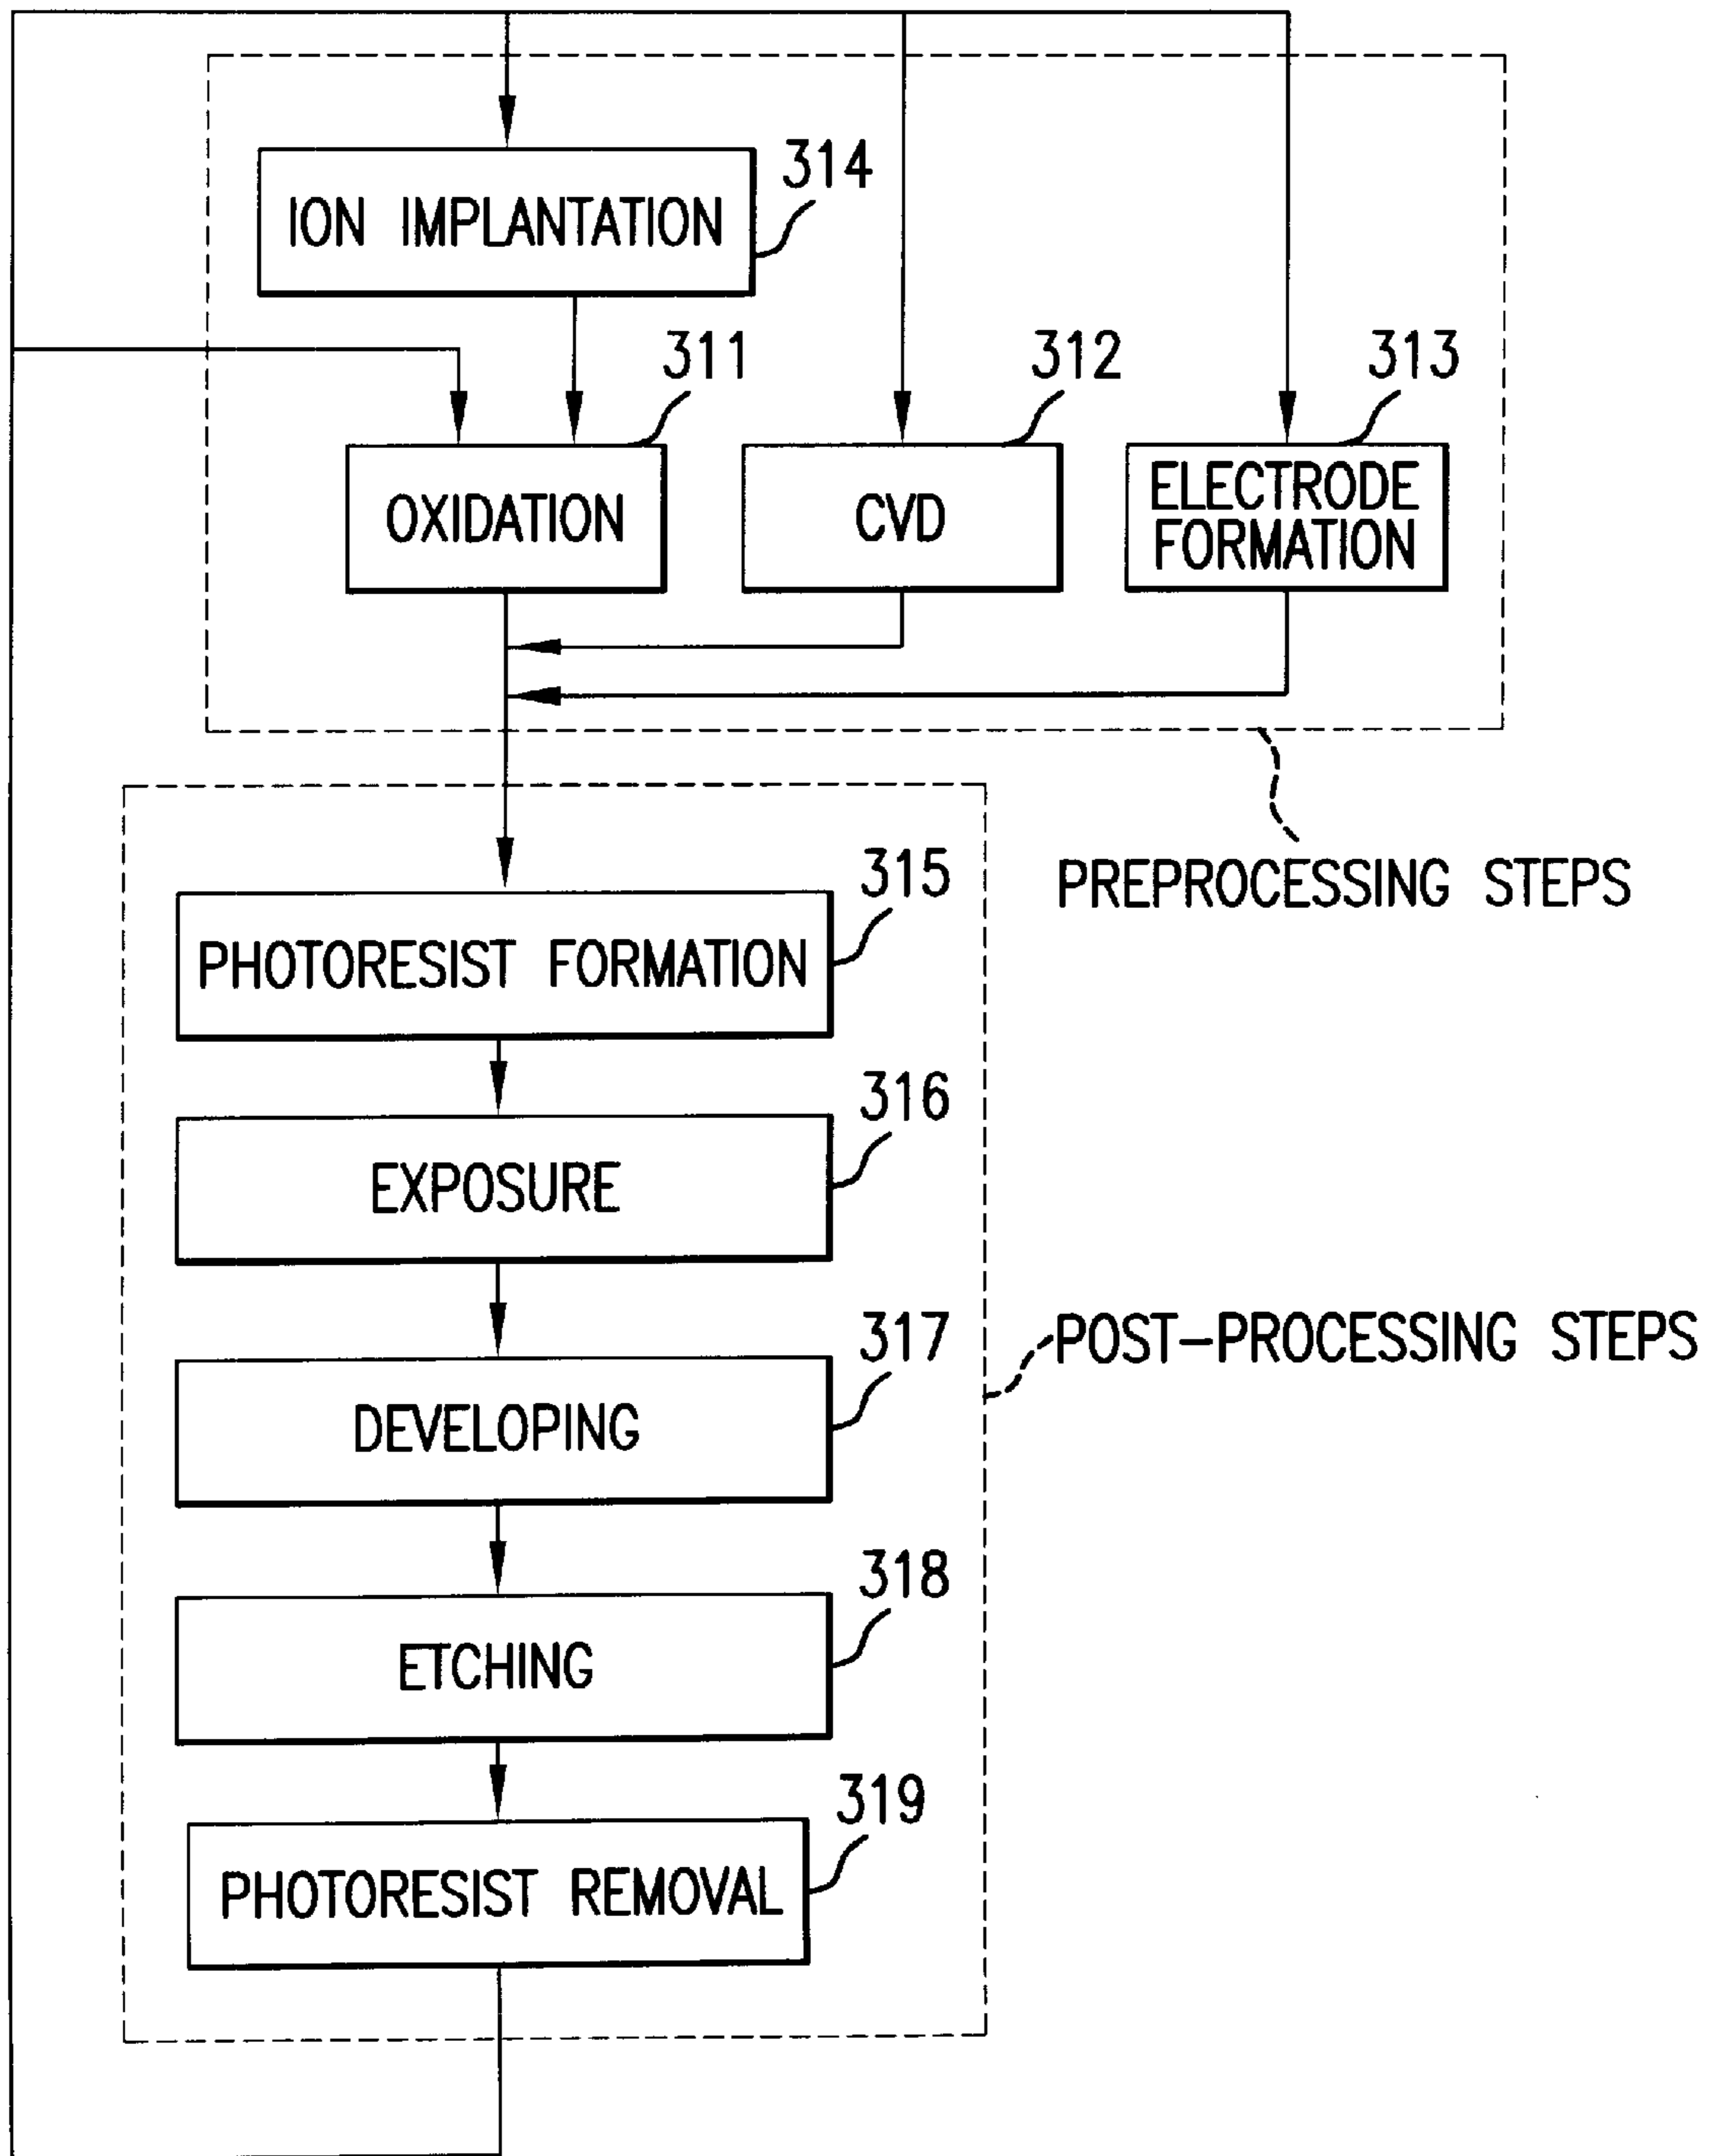 314
ION IMPLANTATION
311
312
313
OXIDATION
CVD
ELECTRODE
FORMATION
PREPROCESSING STEPS
315
PHOTORESIST FORMATION
316
EXPOSURE
317
POST-PROCESSING STEPS
DEVELOPING
318
ETCHING
319
PHOTORESIST REMOVAL